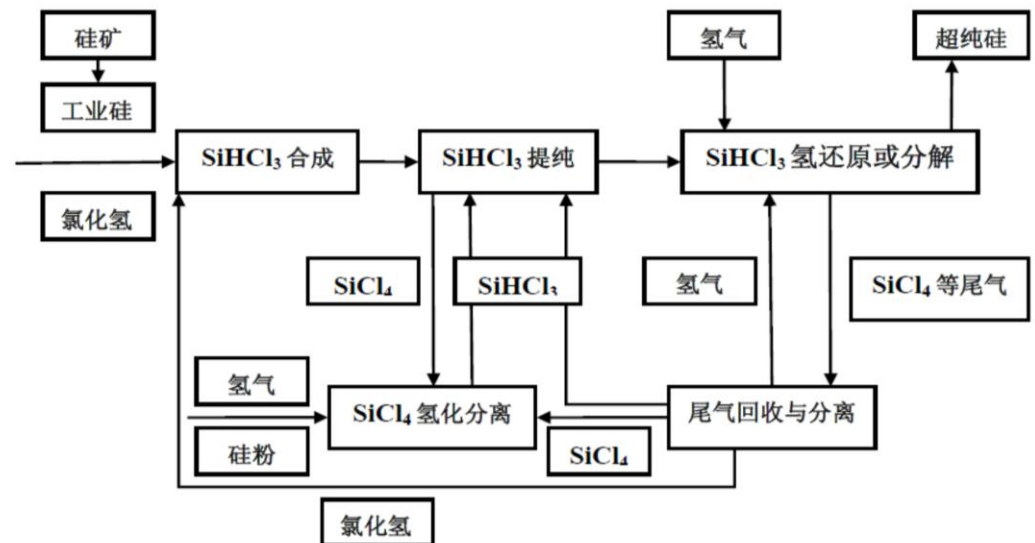 硅矿
氢气
超纯硅
工业硅
SiHCl₃ 合成
SiHCl₃ 提纯
SiHCl₃ 氢还原或分解
氯化氢
SiCl₄
SiHCl₃
氢气
SiCl₄ 等尾气
氢气
SiCl₄ 氢化分离
尾气回收与分离
硅粉
SiCl₄
氯化氢